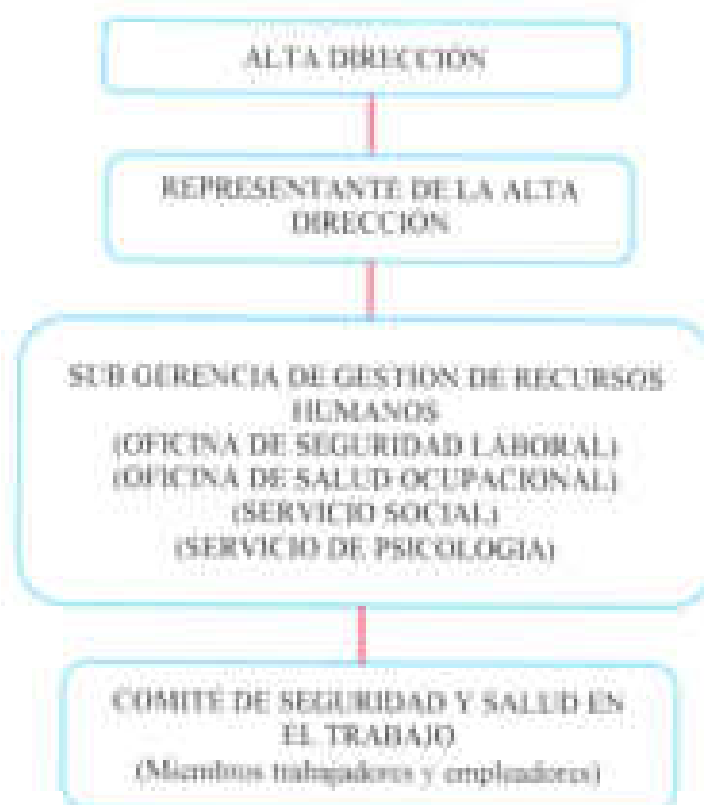 ALTA DIRECCIÓN
REPRESENTANTE DE LA ALTA
DIRECCIÓN
SUB GERENCIA DE GESTION DE RECURSOS
HUMANOS
(OFICINA DE SEGURIDAD LABORAL)
(OFICINA DE SALUD OCUPACIONAL)
(SERVICIO SOCIAL)
(SERVICIO DE PSICOLOGIA)
COMITÉ DE SEGURIDAD Y SALUD EN
EL TRABAJO
(Miembros trabajadores y empleadores)